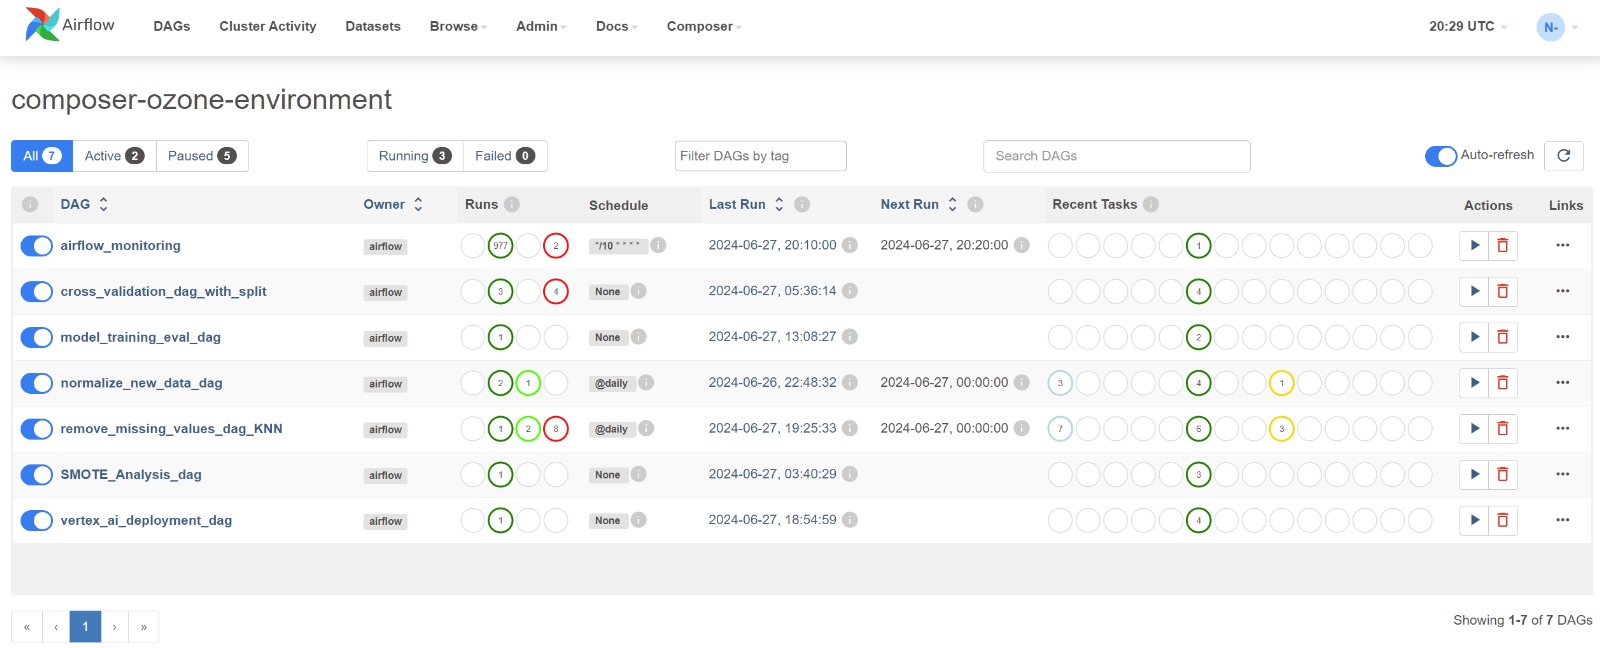 Airflow DAGs Cluster Activity Datasets Browse Admin Docs Composer 20:29 UTC N-
composer-ozone-environment
All 7 Active 2 Paused 5 Running 3 Failed 0 Filter DAGs by tag Search DAGs Auto-refresh
DAG Owner Runs Schedule Last Run Next Run Recent Tasks Actions Links
airflow_monitoring airflow 977 2 */10 * * * * 2024-06-27, 20:10:00 2024-06-27, 20:20:00 1
cross_validation_dag_with_split airflow 3 4 None 2024-06-27, 05:36:14 4
model_training_eval_dag airflow 1 None 2024-06-27, 13:08:27 2
normalize_new_data_dag airflow 2 1 @daily 2024-06-26, 22:48:32 2024-06-27, 00:00:00 3 4 1
remove_missing_values_dag_KNN airflow 1 2 8 @daily 2024-06-27, 19:25:33 2024-06-27, 00:00:00 7 6 3
SMOTE_Analysis_dag airflow 1 None 2024-06-27, 03:40:29 3
vertex_ai_deployment_dag airflow 1 None 2024-06-27, 18:54:59 4
« ‹ 1 › » Showing 1-7 of 7 DAGs